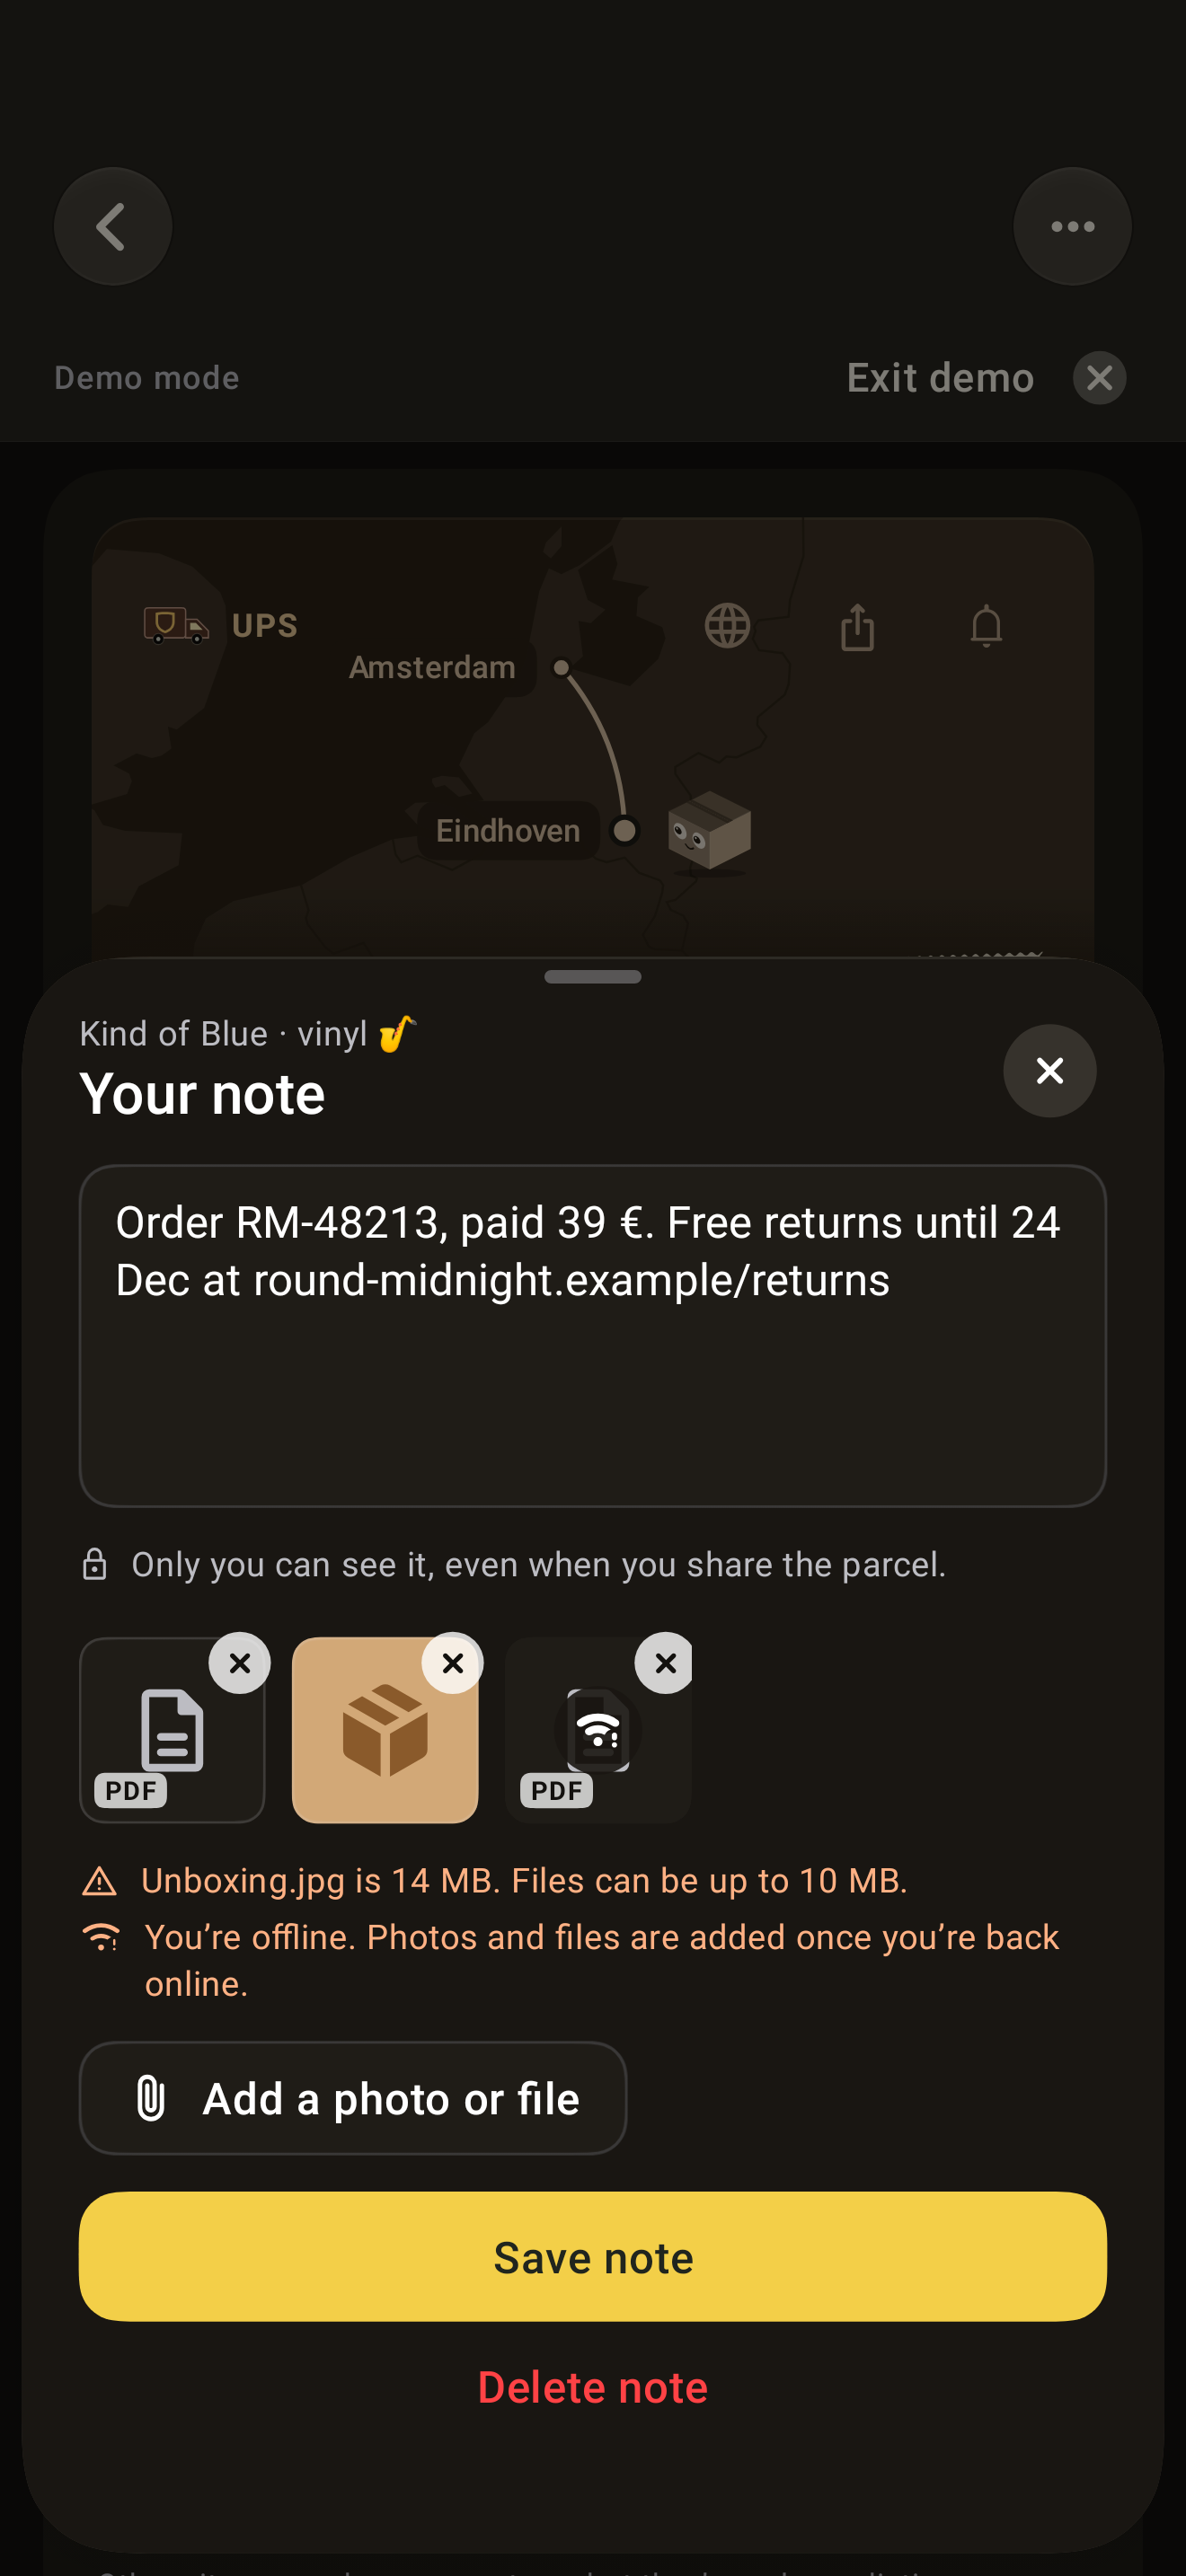 Demo mode
Exit demo
UPS
Amsterdam
Eindhoven
Kind of Blue · vinyl 🎷
Your note
Order RM-48213, paid 39 €. Free returns until 24
Dec at round-midnight.example/returns
Only you can see it, even when you share the parcel.
PDF
PDF
Unboxing.jpg is 14 MB. Files can be up to 10 MB.
You’re offline. Photos and files are added once you’re back
online.
Add a photo or file
Save note
Delete note